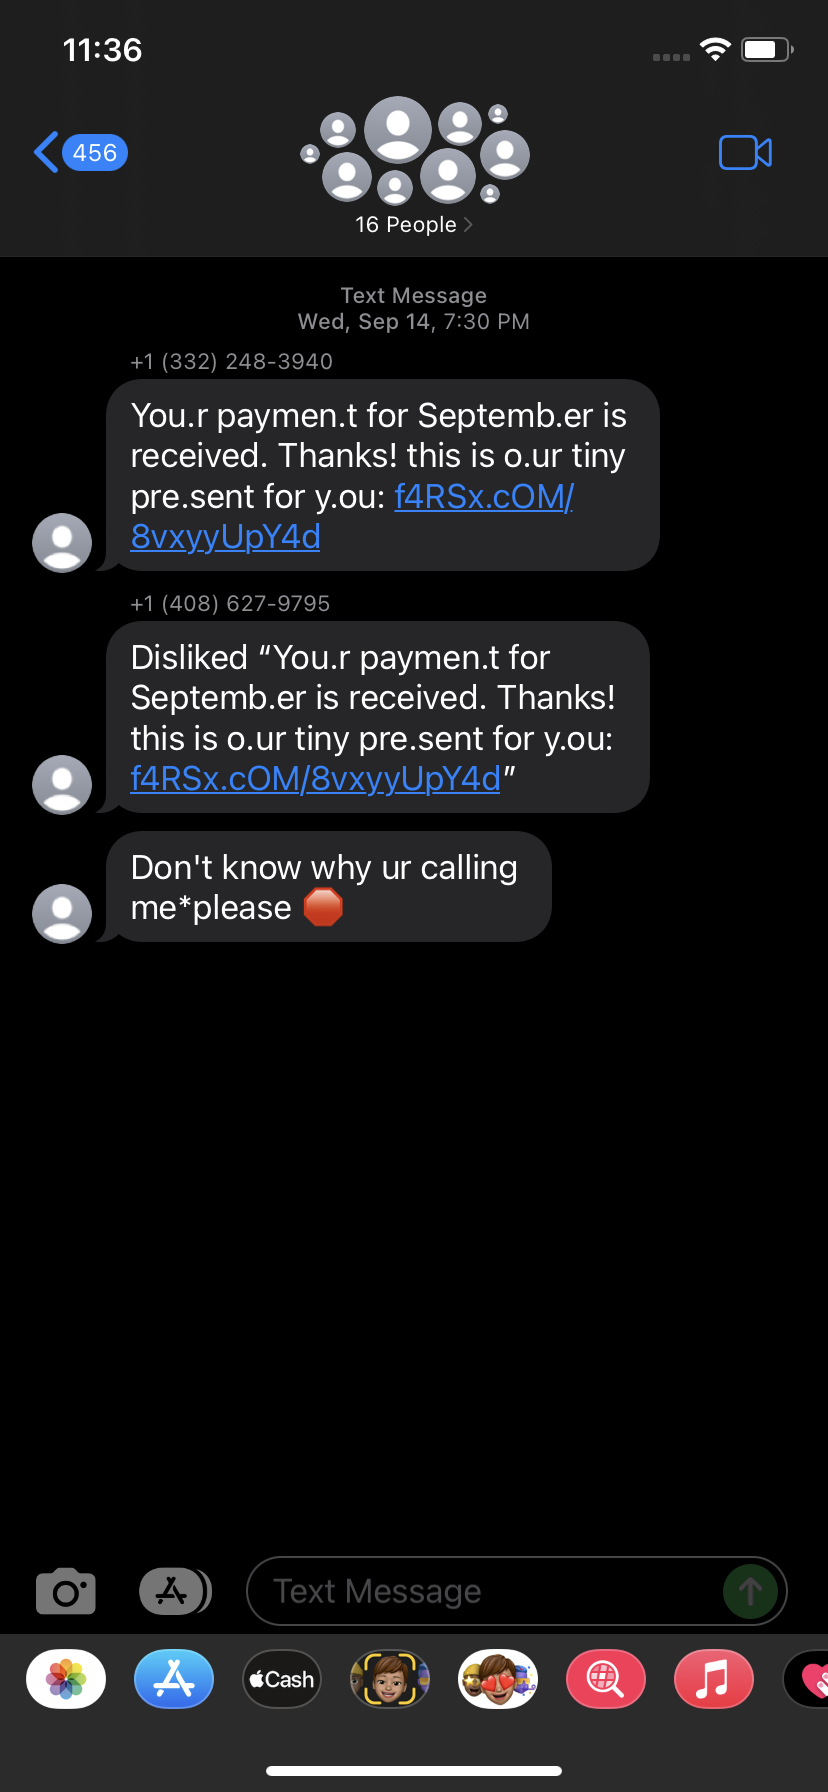 11:36
456
16 People
Text Message
Wed, Sep 14, 7:30 PM
+1 (332) 248-3940
You.r paymen.t for Septemb.er is
received. Thanks! this is o.ur tiny
pre.sent for y.ou: f4RSx.cOM/
8vxyyUpY4d
+1 (408) 627-9795
Disliked “You.r paymen.t for
Septemb.er is received. Thanks!
this is o.ur tiny pre.sent for y.ou:
f4RSx.cOM/8vxyyUpY4d”
Don't know why ur calling
me*please 🛑
Text Message
Cash